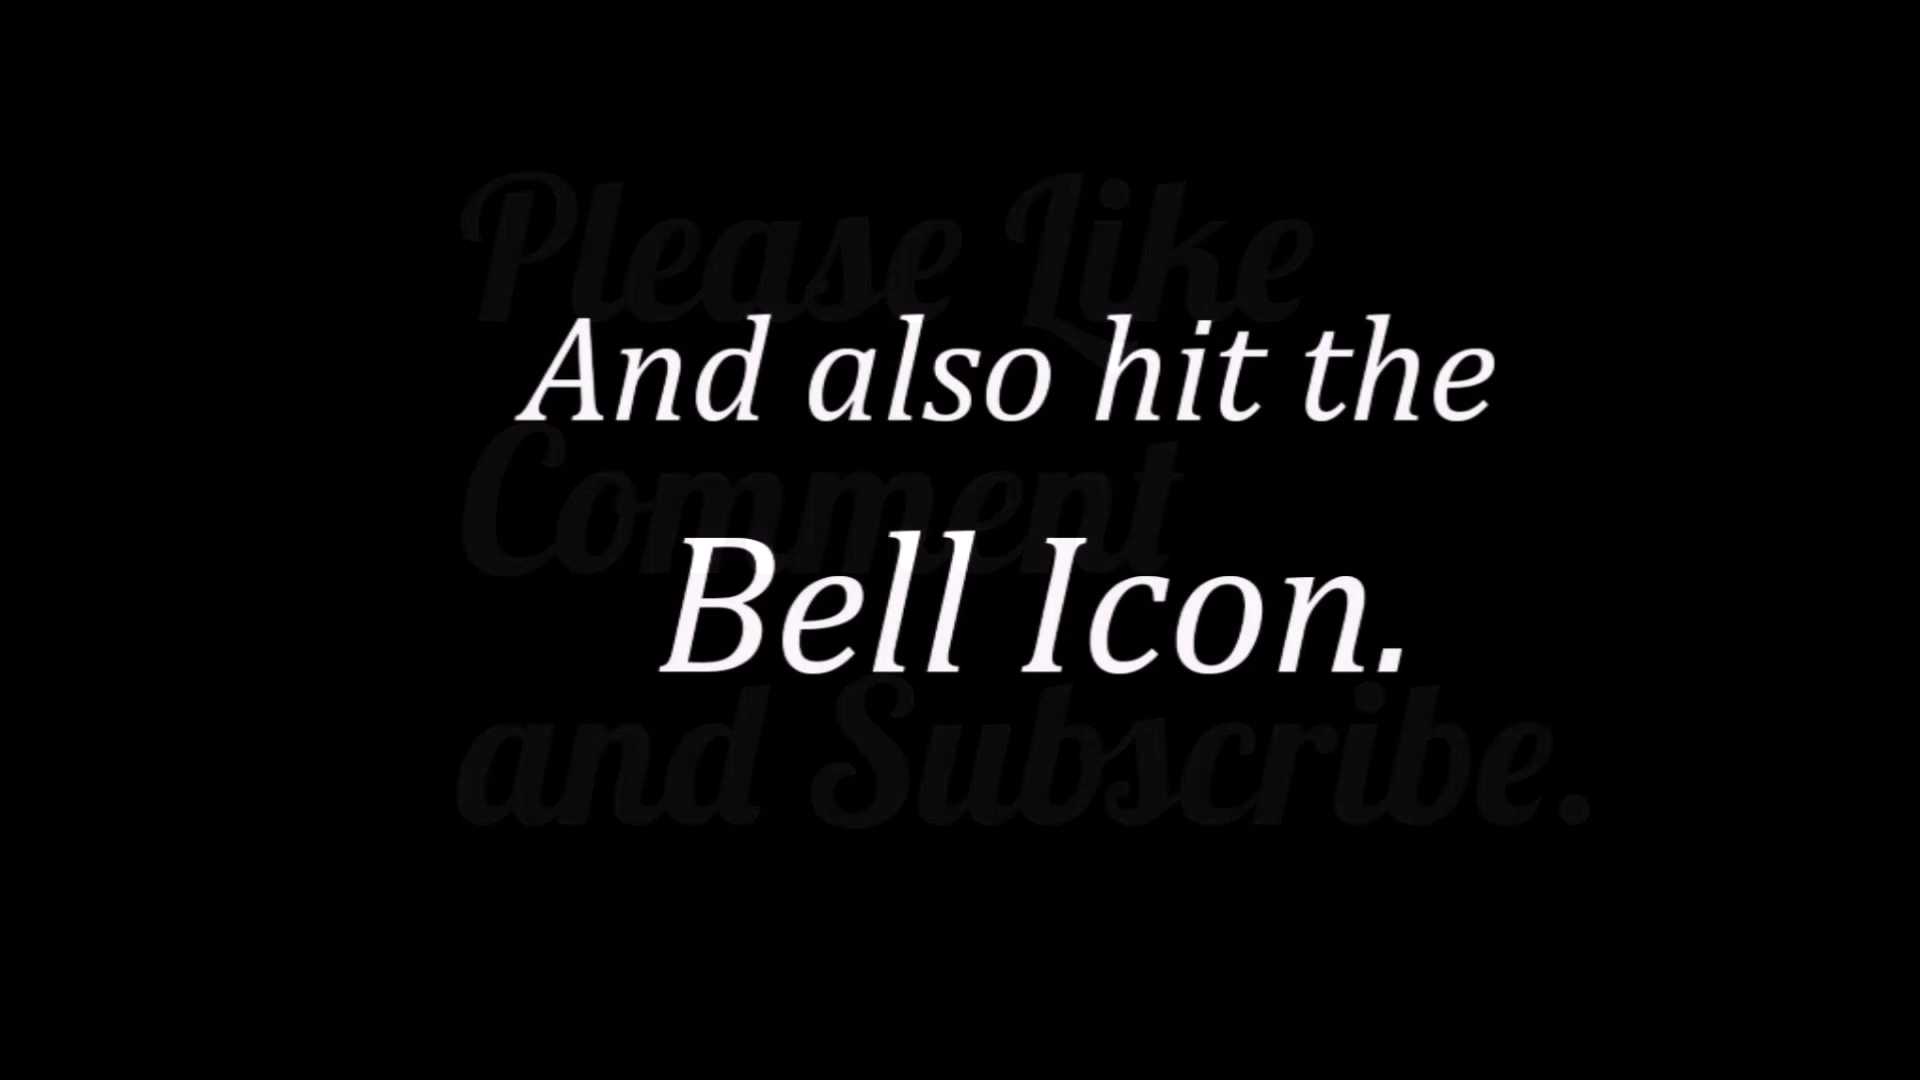 Please Like
And also hit the
Comment
Bell Icon.
and Subscribe.